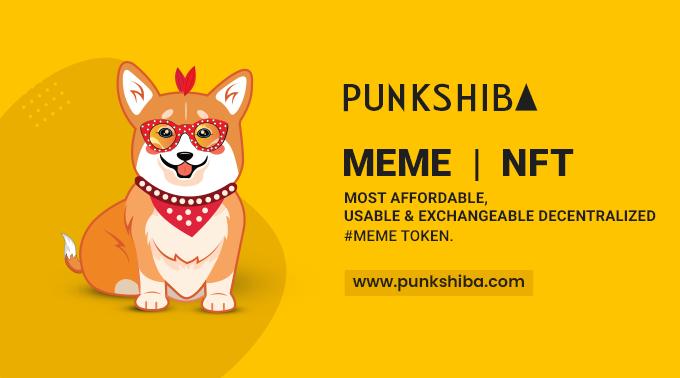 PUNKSHIBA
MEME | NFT
MOST AFFORDABLE,
USABLE & EXCHANGEABLE DECENTRALIZED
#MEME TOKEN.
www.punkshiba.com